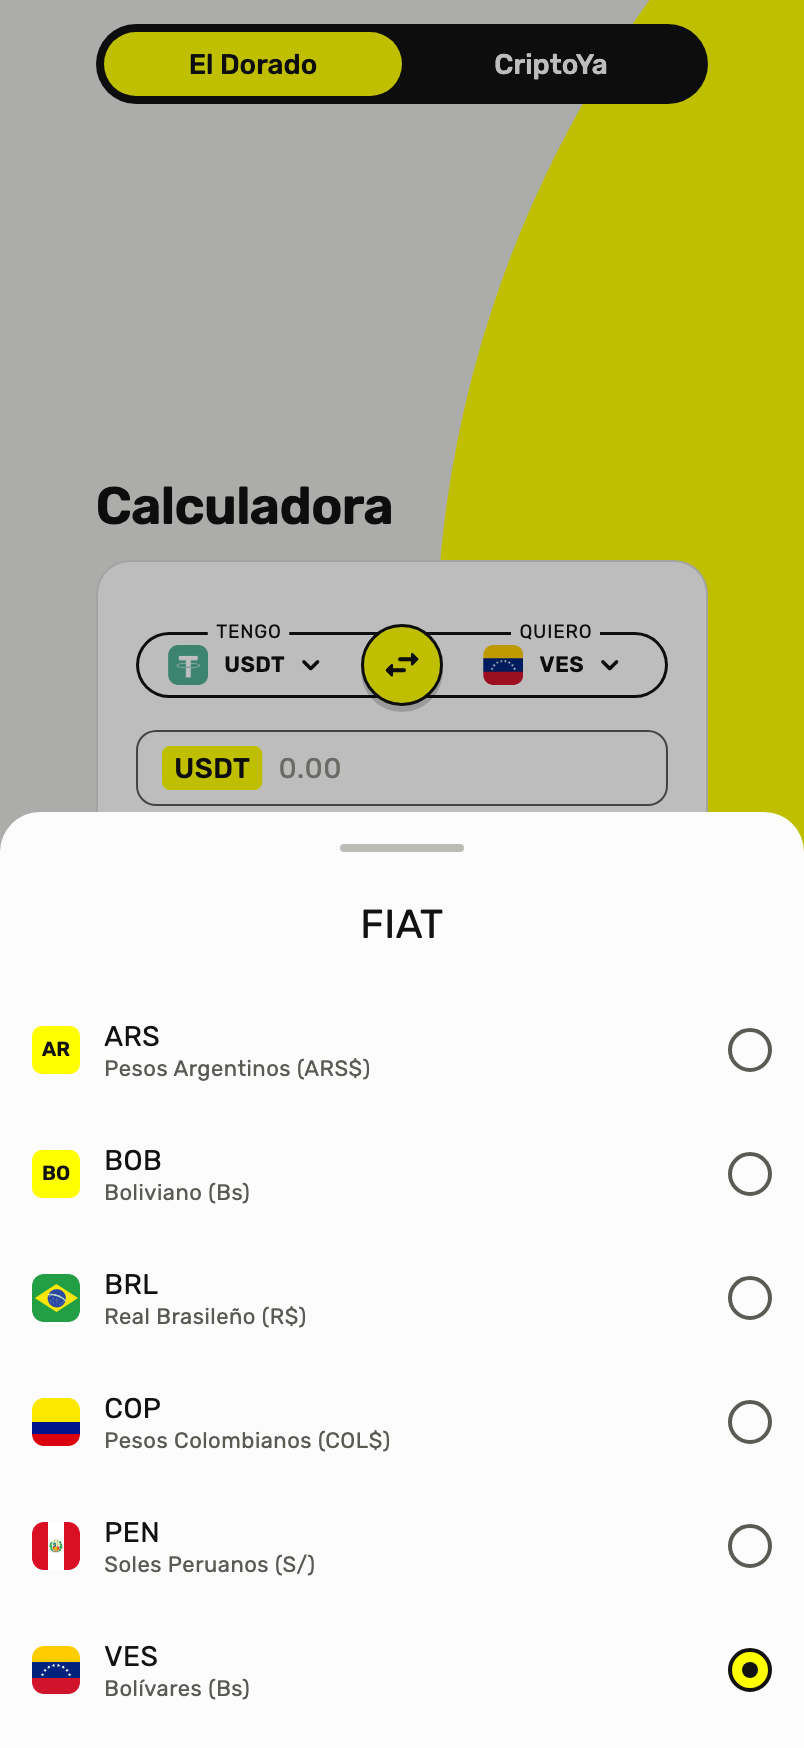 El Dorado
CriptoYa
Calculadora
TENGO
QUIERO
USDT
VES
USDT 0.00
FIAT
AR
ARS
Pesos Argentinos (ARS$)
BO
BOB
Boliviano (Bs)
BRL
Real Brasileño (R$)
COP
Pesos Colombianos (COL$)
PEN
Soles Peruanos (S/)
VES
Bolívares (Bs)